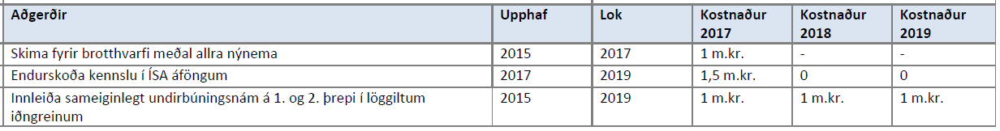 Aðgerðir Upphaf Lok Kostnaður 2017 Kostnaður 2018 Kostnaður 2019
Skima fyrir brotthvarfi meðal allra nýnema 2015 2017 1 m.kr. - -
Endurskoða kennslu í ÍSA áföngum 2017 2019 1,5 m.kr. 0 0
Innleiða sameiginlegt undirbúningsnám á 1. og 2. þrepi í löggiltum 2015 2019 1 m.kr. 1 m.kr. 1 m.kr.
iðngreinum